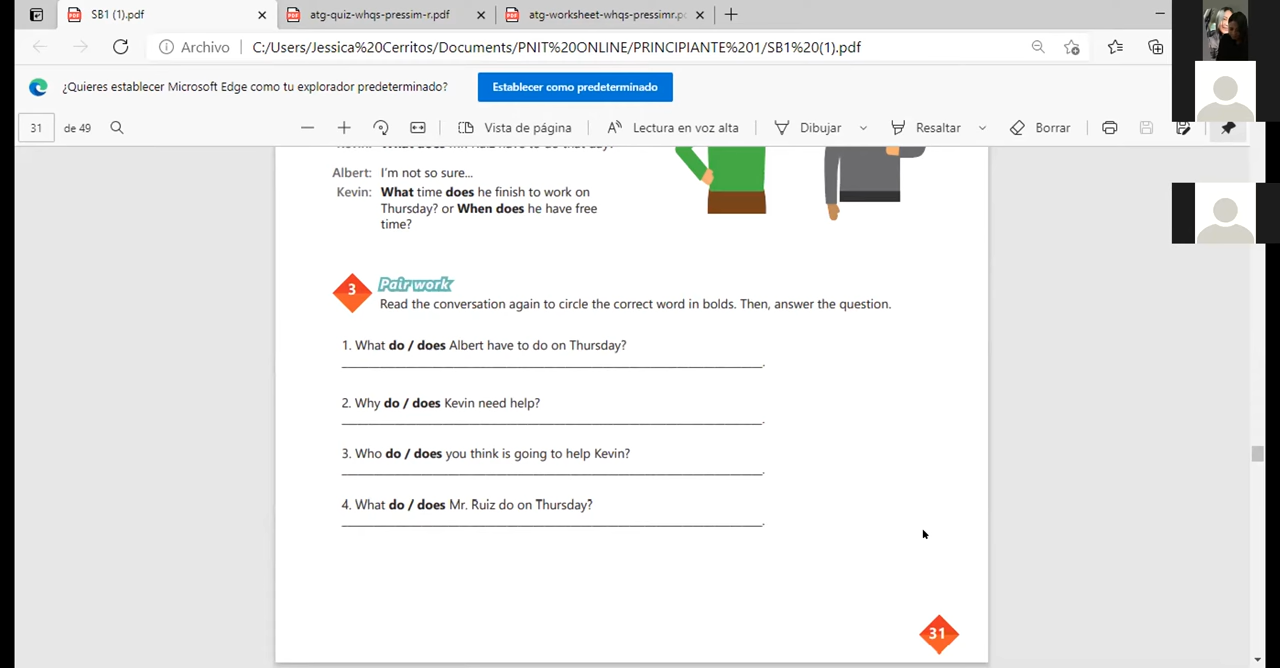 SB1 (1).pdf
atg-quiz-whqs-pressim-r.pdf
atg-worksheet-whqs-pressimr.pd
Archivo
C:/Users/Jessica%20Cerritos/Documents/PNIT%20ONLINE/PRINCIPIANTE%201/SB1%20(1).pdf
¿Quieres establecer Microsoft Edge como tu explorador predeterminado?
Establecer como predeterminado
31 de 49
Vista de página
Lectura en voz alta
Dibujar
Resaltar
Borrar
Albert: I'm not so sure...
Kevin: What time does he finish to work on
Thursday? or When does he have free
time?
3
Pair work
Read the conversation again to circle the correct word in bolds. Then, answer the question.
1. What do / does Albert have to do on Thursday?
2. Why do / does Kevin need help?
3. Who do / does you think is going to help Kevin?
4. What do / does Mr. Ruiz do on Thursday?
31